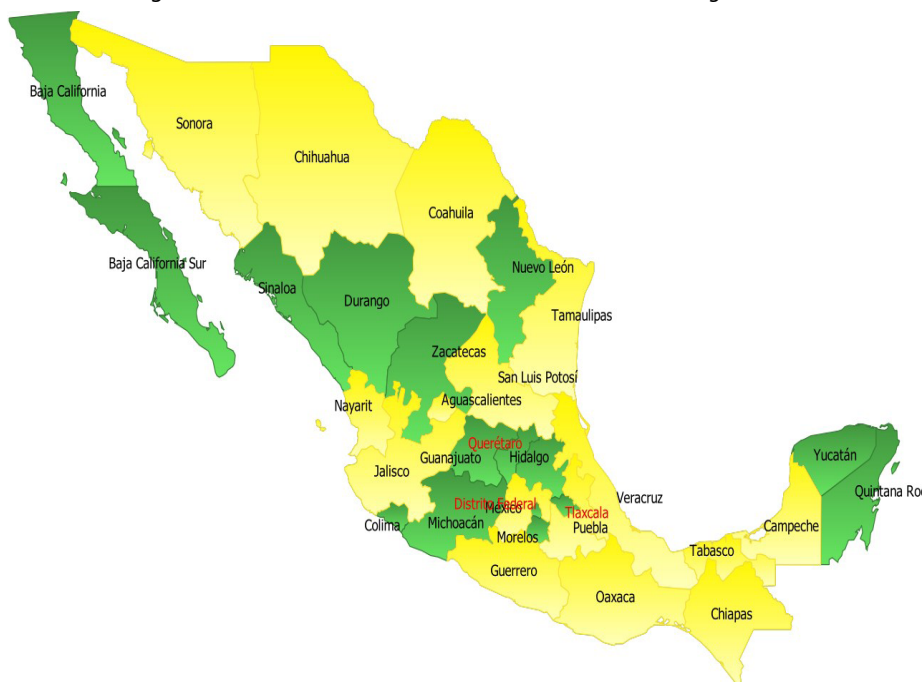 Baja California
Sonora
Chihuahua
Coahuila
Baja California Sur
Nuevo León
Sinaloa
Durango
Tamaulipas
Zacatecas
San Luis Potosí
Aguascalientes
Nayarit
Querétaro
Guanajuato
Hidalgo
Yucatán
Jalisco
Quintana Roo
Veracruz
Distrito Federal
México
Tlaxcala
Colima
Michoacán
Puebla
Campeche
Morelos
Tabasco
Guerrero
Oaxaca
Chiapas